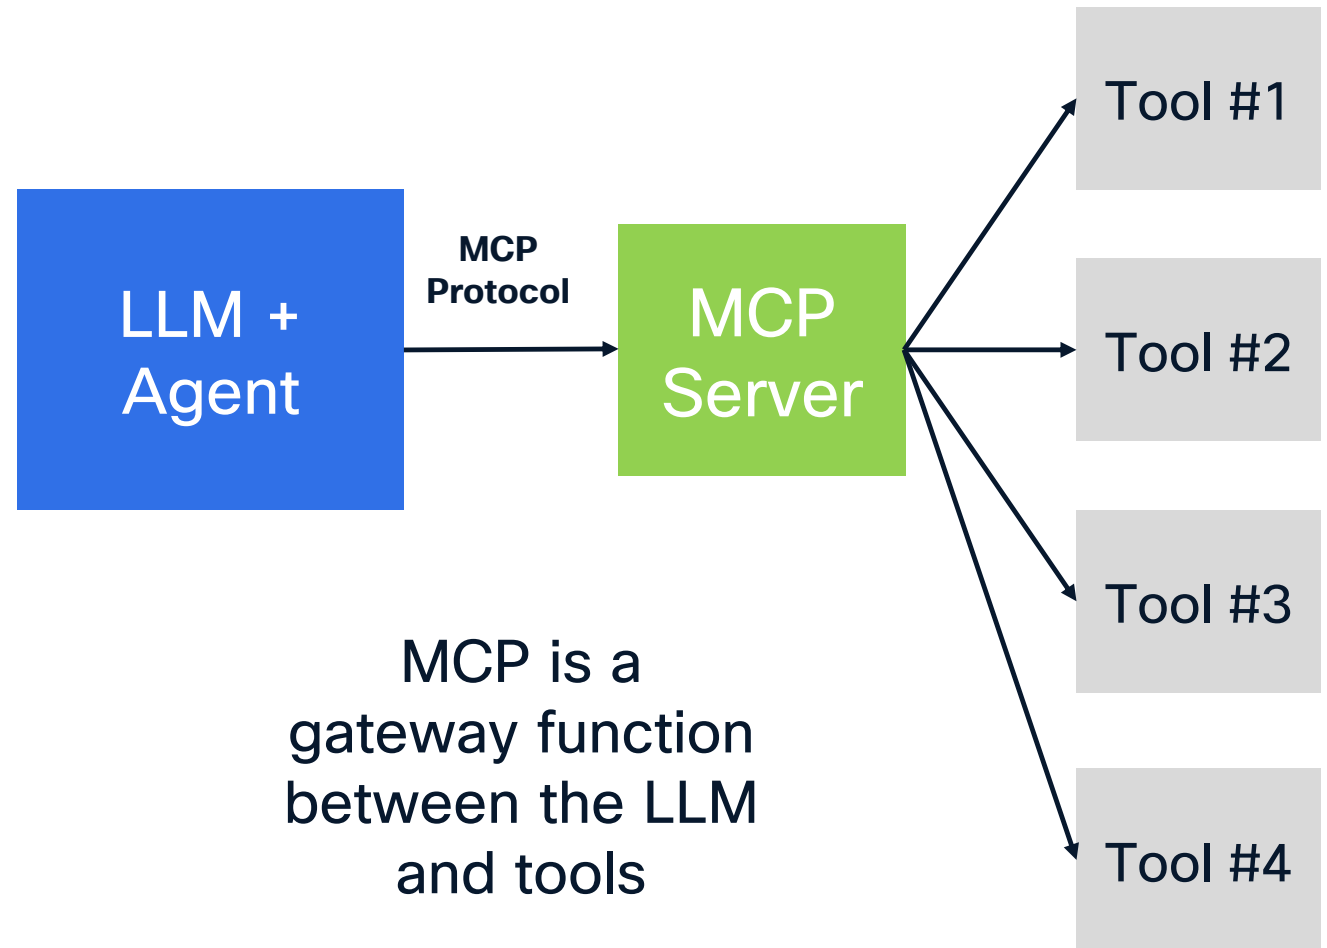 LLM +
Agent
MCP
Protocol
MCP
Server
Tool #1
Tool #2
Tool #3
Tool #4
MCP is a
gateway function
between the LLM
and tools